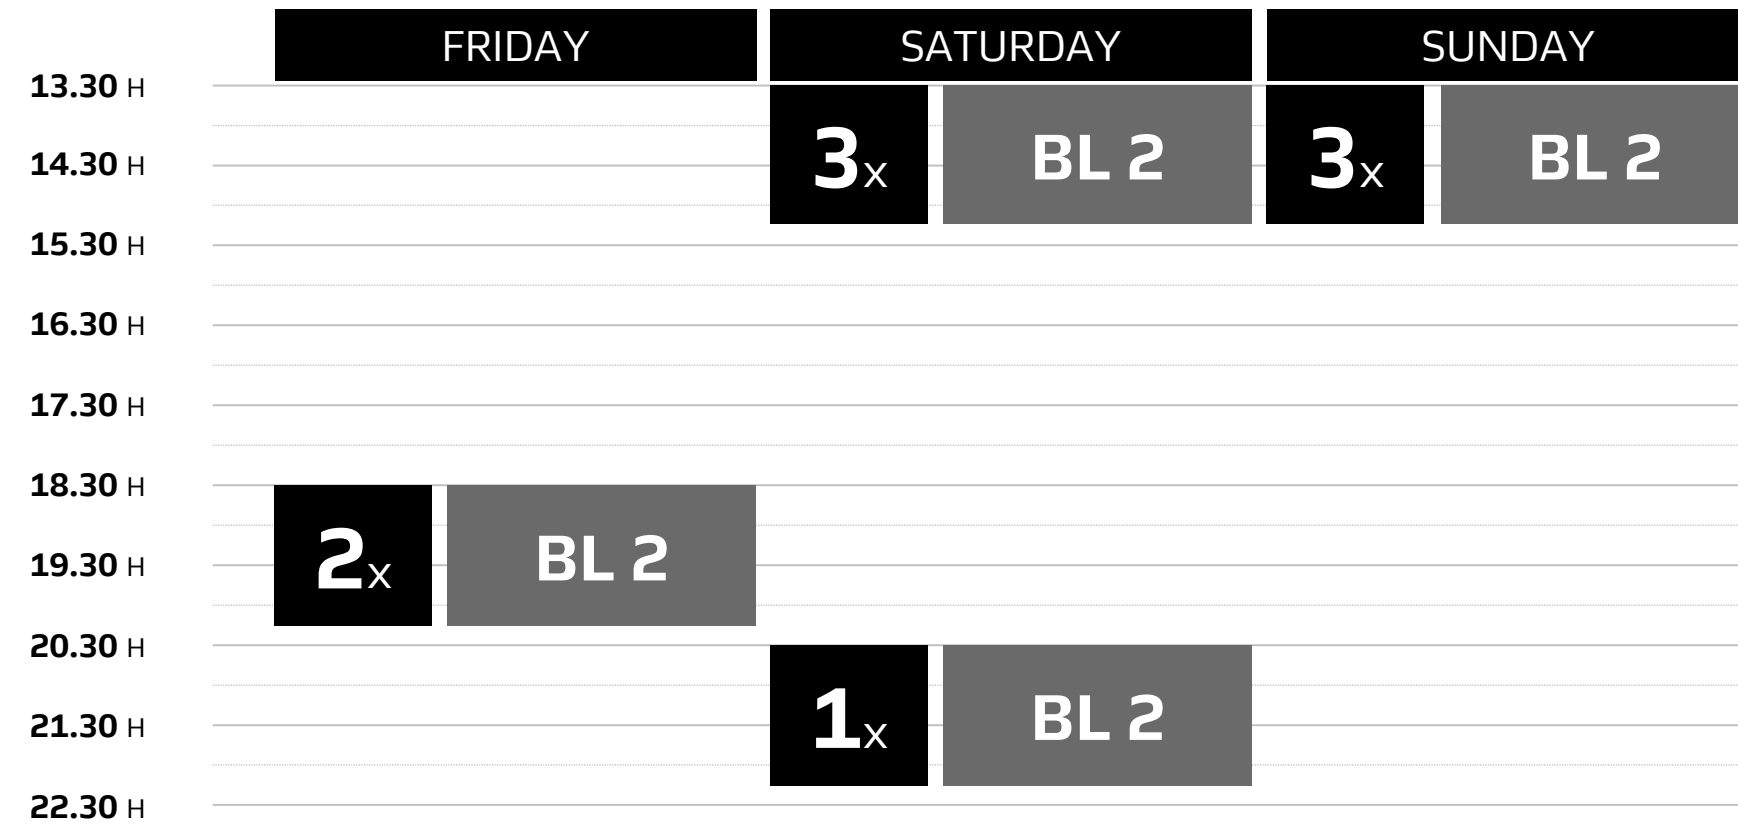 FRIDAY SATURDAY SUNDAY
13.30 H
3x BL 2 3x BL 2
14.30 H
15.30 H
16.30 H
17.30 H
18.30 H
2x BL 2
19.30 H
20.30 H
1x BL 2
21.30 H
22.30 H